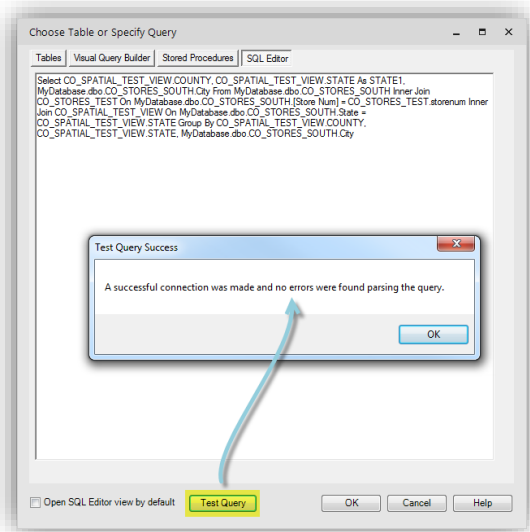 Choose Table or Specify Query
Tables Visual Query Builder Stored Procedures SQL Editor
Select CO_SPATIAL_TEST_VIEW.COUNTY, CO_SPATIAL_TEST_VIEW.STATE As STATE1,
MyDatabase.dbo.CO_STORES_SOUTH.City From MyDatabase.dbo.CO_STORES_SOUTH Inner Join
CO_STORES_TEST On MyDatabase.dbo.CO_STORES_SOUTH.[Store Num] = CO_STORES_TEST.storenum Inner
Join CO_SPATIAL_TEST_VIEW On MyDatabase.dbo.CO_STORES_SOUTH.State =
CO_SPATIAL_TEST_VIEW.STATE Group By CO_SPATIAL_TEST_VIEW.COUNTY,
CO_SPATIAL_TEST_VIEW.STATE, MyDatabase.dbo.CO_STORES_SOUTH.City
Test Query Success
A successful connection was made and no errors were found parsing the query.
OK
Open SQL Editor view by default Test Query OK Cancel Help